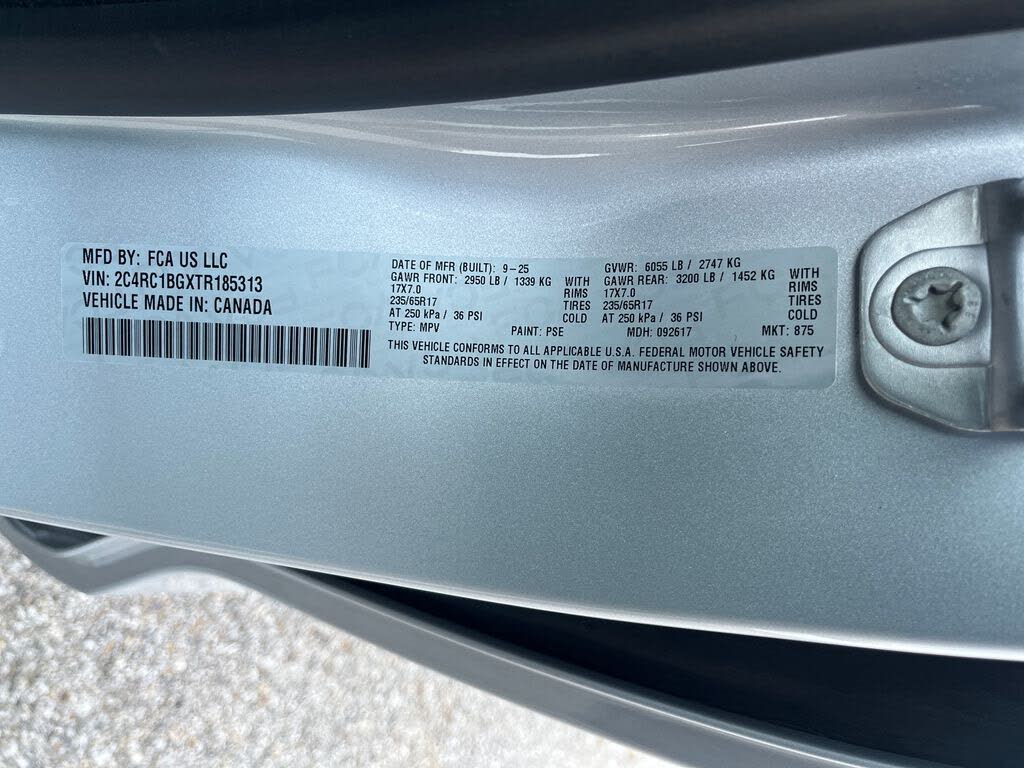 MFD BY: FCA US LLC
VIN: 2C4RC1BGXTR185313
VEHICLE MADE IN: CANADA
DATE OF MFR (BUILT): 9-25
GAWR FRONT: 2950 LB / 1339 KG WITH
17X7.0 RIMS
235/65R17 TIRES
AT 250 kPa / 36 PSI COLD
TYPE: MPV PAINT: PSE
GVWR: 6055 LB / 2747 KG
GAWR REAR: 3200 LB / 1452 KG WITH
17X7.0 RIMS
235/65R17 TIRES
AT 250 kPa / 36 PSI COLD
MDH: 092617 MKT: 875
THIS VEHICLE CONFORMS TO ALL APPLICABLE U.S.A. FEDERAL MOTOR VEHICLE SAFETY
STANDARDS IN EFFECT ON THE DATE OF MANUFACTURE SHOWN ABOVE.